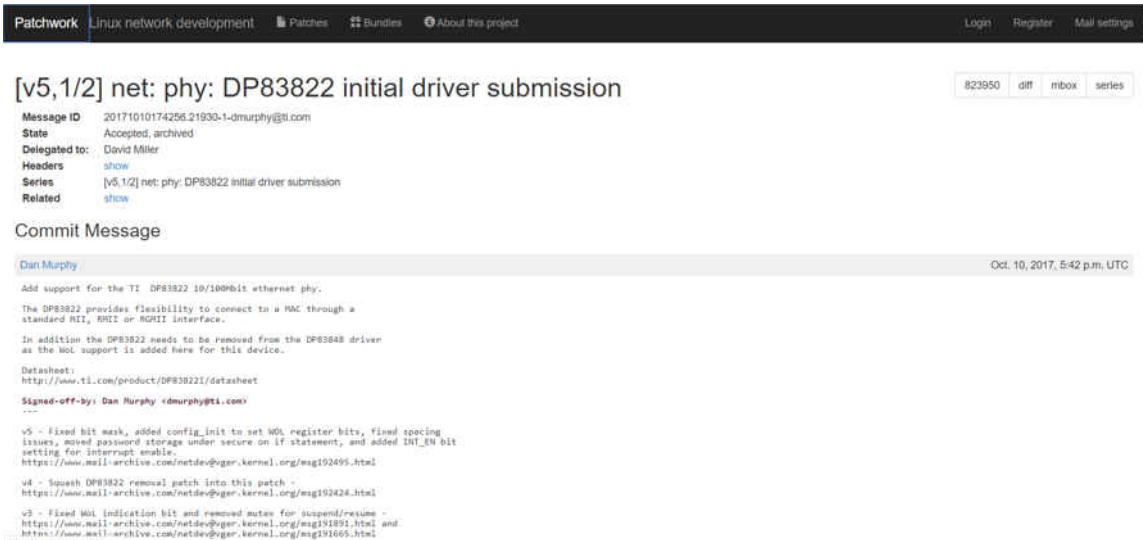 Patchwork Linux network development Patches Bundles About this project Login Register Mail settings
[v5,1/2] net: phy: DP83822 initial driver submission
823950 diff mbox series
Message ID 20171010174256.21930-1-dmurphy@ti.com
State Accepted, archived
Delegated to: David Miller
Headers show
Series [v5,1/2] net: phy: DP83822 initial driver submission
Related show
Commit Message
Dan Murphy Oct. 10, 2017, 5:42 p.m. UTC
Add support for the TI DP83822 10/100Mbit ethernet phy.
The DP83822 provides flexibility to connect to a MAC through a
standard MII, RMII or RGMII interface.
In addition the DP83822 needs to be removed from the DP83848 driver
as the WoL support is added here for this device.
Datasheet:
http://www.ti.com/product/DP83822I/datasheet
Signed-off-by: Dan Murphy <dmurphy@ti.com>
---
v5 - Fixed bit mask, added config_init to set WOL register bits, fixed spacing
issues, moved password storage under secure on if statement, and added INT_EN bit
setting for interrupt enable.
https://www.mail-archive.com/netdev@vger.kernel.org/msg192495.html
v4 - Squash DP83822 removal patch into this patch -
https://www.mail-archive.com/netdev@vger.kernel.org/msg192424.html
v3 - Fixed WoL indication bit and removed mutex for suspend/resume -
https://www.mail-archive.com/netdev@vger.kernel.org/msg191891.html and
https://www.mail-archive.com/netdev@vger.kernel.org/msg191665.html